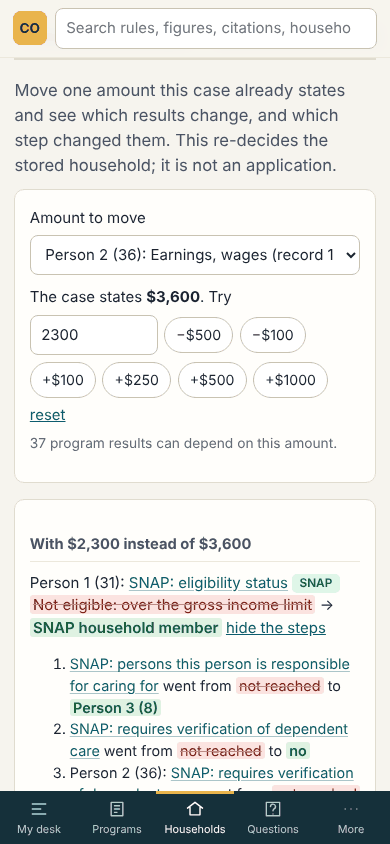 CO Search rules, figures, citations, househo
Move one amount this case already states
and see which results change, and which
step changed them. This re-decides the
stored household; it is not an application.
Amount to move
Person 2 (36): Earnings, wages (record 1
The case states $3,600. Try
2300 −$500 −$100
+$100 +$250 +$500 +$1000
reset
37 program results can depend on this amount.
With $2,300 instead of $3,600
Person 1 (31): SNAP: eligibility status SNAP
Not eligible: over the gross income limit →
SNAP household member hide the steps
1. SNAP: persons this person is responsible
for caring for went from not reached to
Person 3 (8)
2. SNAP: requires verification of dependent
care went from not reached to no
3. Person 2 (36): SNAP: requires verification
My desk Programs Households Questions More